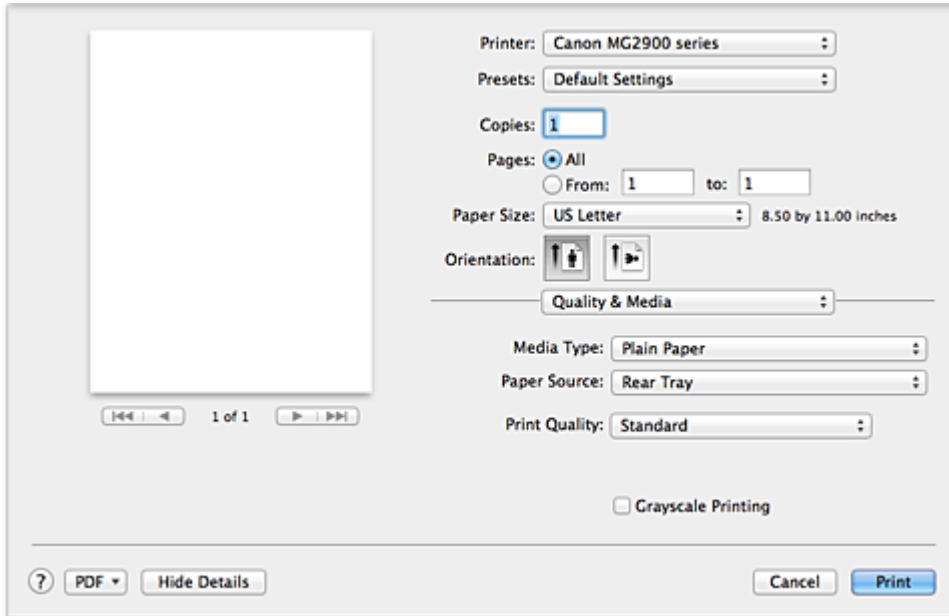 Printer: Canon MG2900 series
Presets: Default Settings
Copies: 1
Pages: All
From: 1 to: 1
Paper Size: US Letter 8.50 by 11.00 inches
Orientation:
Quality & Media
Media Type: Plain Paper
Paper Source: Rear Tray
1 of 1
Print Quality: Standard
Grayscale Printing
? PDF Hide Details Cancel Print